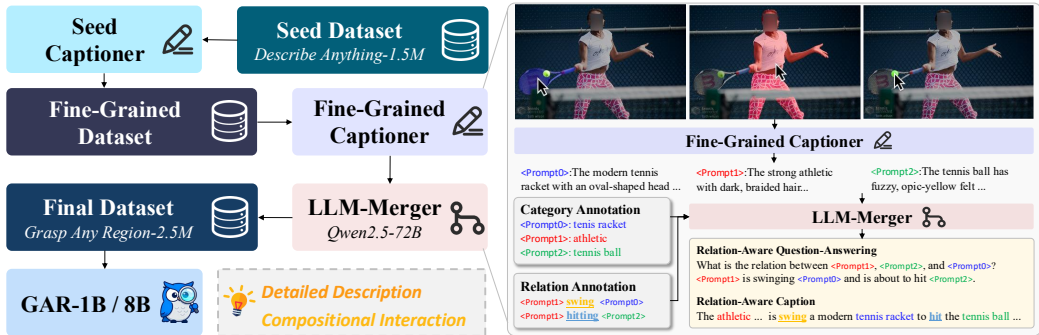 Seed
Captioner
Seed Dataset
Describe Anything-1.5M
Fine-Grained
Dataset
Fine-Grained
Captioner
Final Dataset
Grasp Any Region-2.5M
LLM-Merger
Qwen2.5-72B
GAR-1B / 8B
Detailed Description
Compositional Interaction
Fine-Grained Captioner
<Prompt0>:The modern tennis
racket with an oval-shaped head ...
<Prompt1>:The strong athletic
with dark, braided hair...
<Prompt2>:The tennis ball has
fuzzy, opic-yellow felt ...
Category Annotation
<Prompt0>: tenis racket
<Prompt1>: athletic
<Prompt2>: tennis ball
LLM-Merger
Relation Annotation
<Prompt1> swing <Prompt0>
<Prompt1> hitting <Prompt2>
Relation-Aware Question-Answering
What is the relation between <Prompt1>, <Prompt2>, and <Prompt0>?
<Prompt1> is swinging <Prompt0> and is about to hit <Prompt2>.
Relation-Aware Caption
The athletic ... is swing a modern tennis racket to hit the tennis ball ...